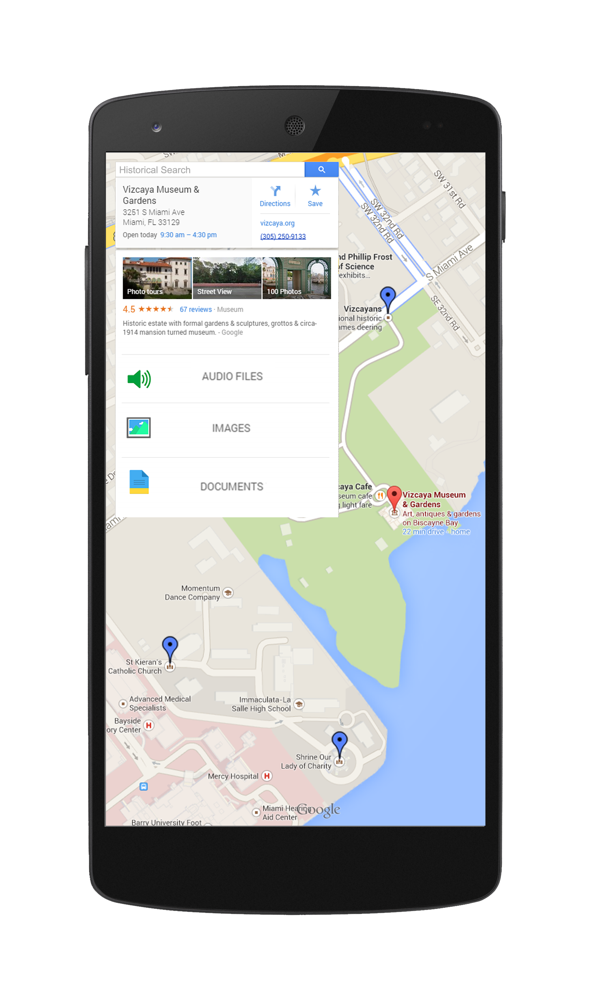 Historical Search
Vizcaya Museum &
Gardens
3251 S Miami Ave
Miami, FL 33129
Open today 9:30 am – 4:30 pm
Directions
Save
vizcaya.org
(305) 250-9133
Photo tours
Street View
100 Photos
4.5
67 reviews · Museum
Historic estate with formal gardens & sculptures, grottos & circa-
1914 mansion turned museum. - Google
AUDIO FILES
IMAGES
DOCUMENTS
SW 31st Rd
SW 32nd Rd
SW 32nd Rd
S Miami Ave
SE 32nd Rd
nd Phillip Frost
of Science
exhibits...
Vizcayans
ional historic
ames deering
caya Cafe
seum cafe
light fare
Vizcaya Museum
& Gardens
Art, antiques & gardens
on Biscayne Bay
22 min drive - home
Momentum
Dance Company
St Kieran's
Catholic Church
Advanced Medical
Specialists
Immaculata-La
Salle High School
Bayside
ory Center
H
Shrine Our
Lady of Charity
Mercy Hospital
H
Miami Hearing
Aid Center
Google
Barry University Foot